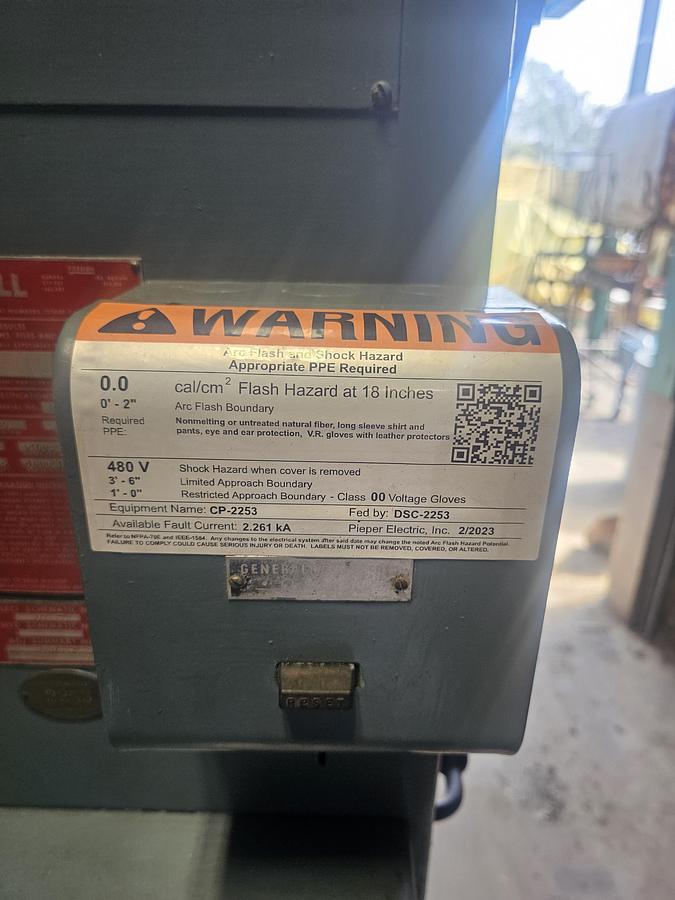 LL
WARNING
Arc Flash and Shock Hazard
Appropriate PPE Required
0.0 cal/cm² Flash Hazard at 18 inches
0' - 2" Arc Flash Boundary
Required PPE: Nonmelting or untreated natural fiber, long sleeve shirt and
pants, eye and ear protection, V.R. gloves with leather protectors
480 V Shock Hazard when cover is removed
3' - 6" Limited Approach Boundary
1' - 0" Restricted Approach Boundary - Class 00 Voltage Gloves
Equipment Name: CP-2253 Fed by: DSC-2253
Available Fault Current: 2.261 kA Pieper Electric, Inc. 2/2023
Refer to NFPA-70E and IEEE-1584. Any changes to the electrical system after said date may change the noted Arc Flash Hazard Potential.
FAILURE TO COMPLY COULD CAUSE SERIOUS INJURY OR DEATH. LABELS MUST NOT BE REMOVED, COVERED, OR ALTERED.
RESET